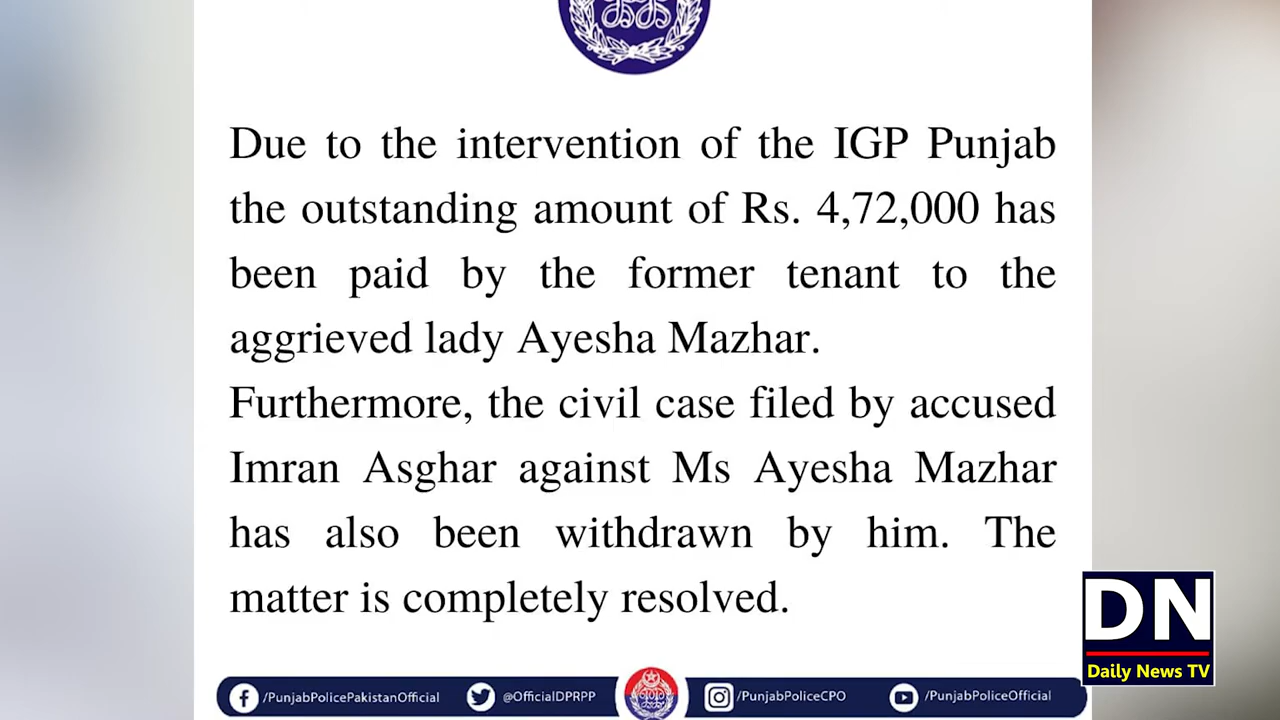 Due to the intervention of the IGP Punjab
the outstanding amount of Rs. 4,72,000 has
been paid by the former tenant to the
aggrieved lady Ayesha Mazhar.
Furthermore, the civil case filed by accused
Imran Asghar against Ms Ayesha Mazhar
has also been withdrawn by him. The
matter is completely resolved.
DN
Daily News TV
/PunjabPolicePakistanOfficial @OfficialDPRPP /PunjabPoliceCPO /PunjabPoliceOfficial